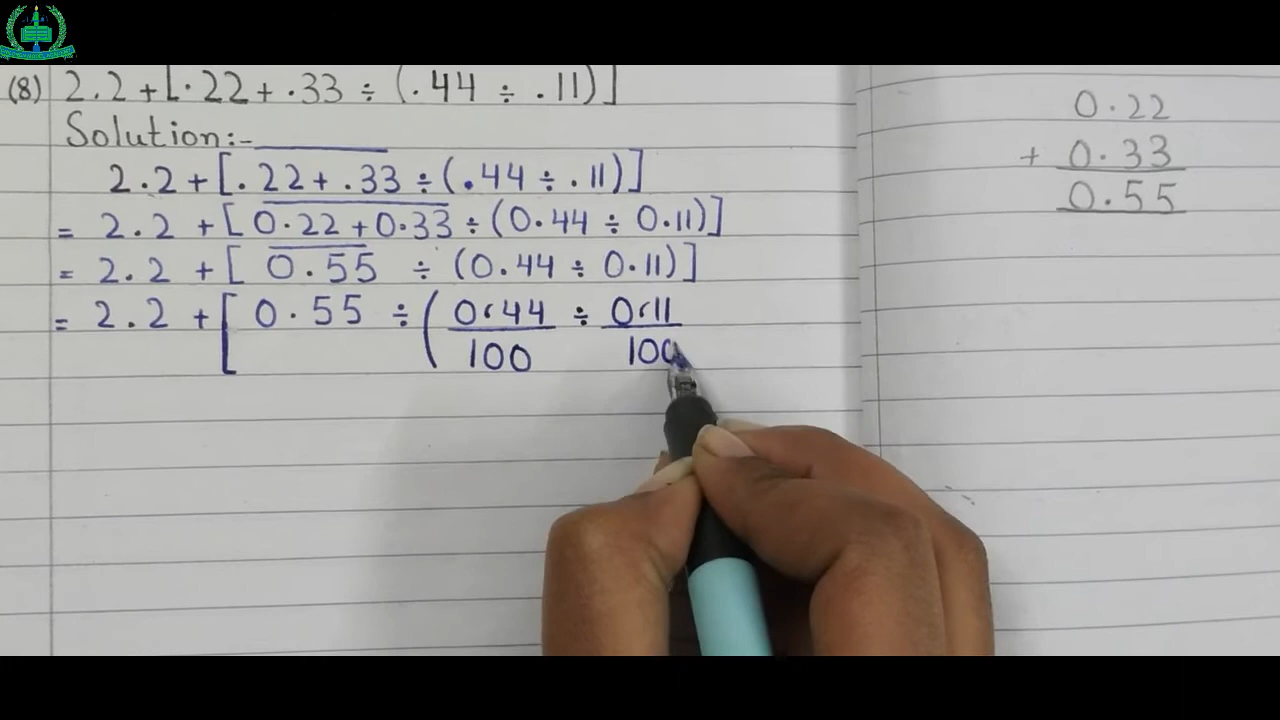 (8) 2.2 + [.22 + .33 ÷ (.44 ÷ .11)]
Solution:-
2.2 + [.22 + .33 ÷ (.44 ÷ .11)]
= 2.2 + [0.22 + 0.33 ÷ (0.44 ÷ 0.11)]
= 2.2 + [0.55 ÷ (0.44 ÷ 0.11)]
= 2.2 + [0.55 ÷ (0.44 ÷ 0.11
100 100
0.22
+ 0.33
0.55